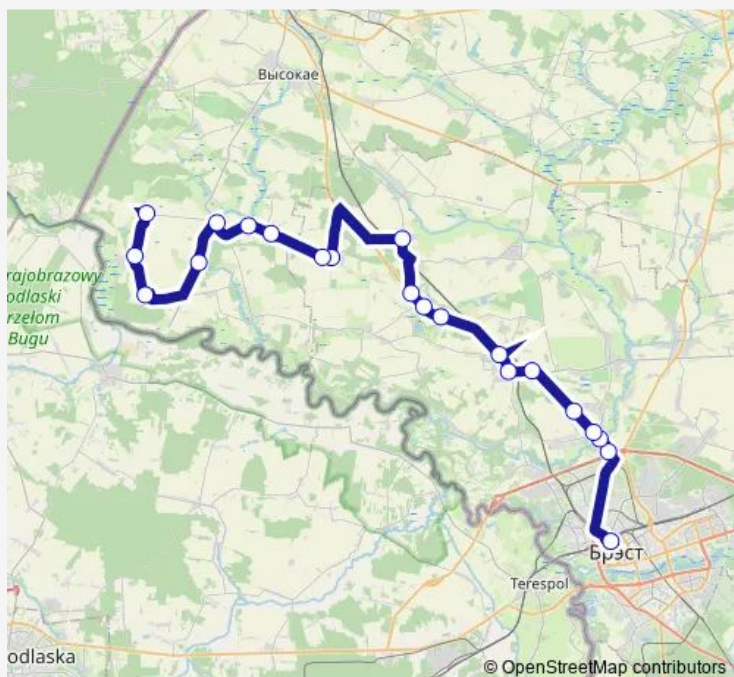 Высокае
rajobrazowy
odlaski
rzełom
Bugu
Брэст
Terespol
odlaska
© OpenStreetMap contributors